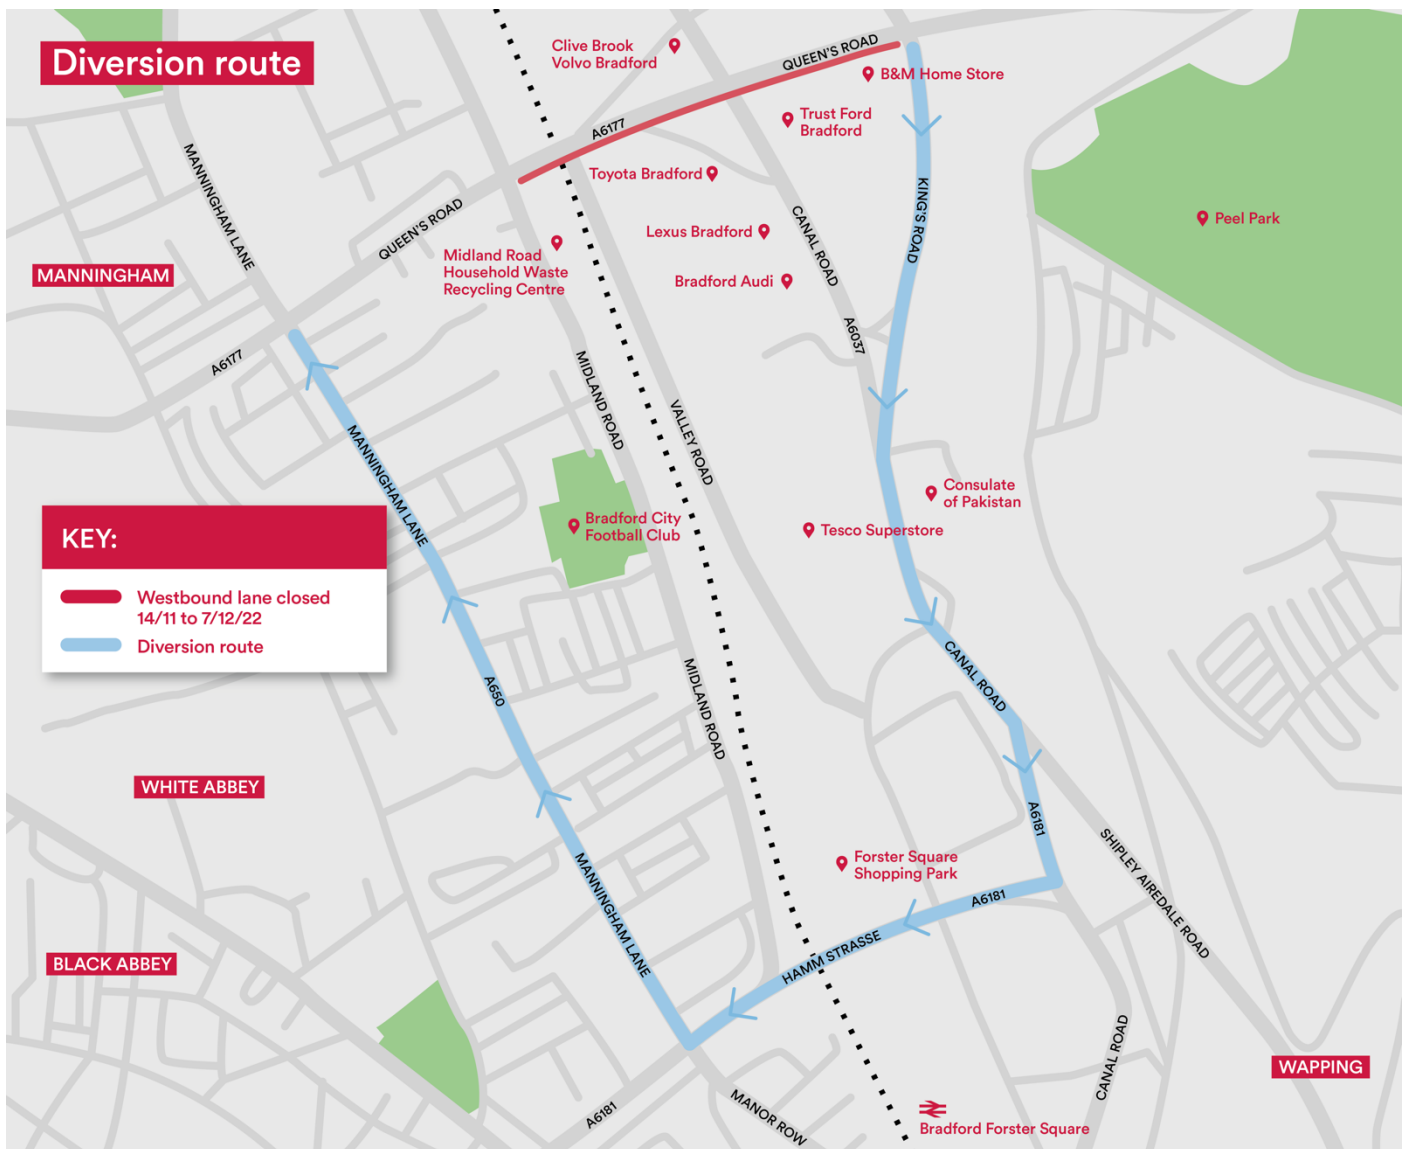 Diversion route
Clive Brook
Volvo Bradford
QUEEN'S ROAD
B&M Home Store
Trust Ford
Bradford
A6177
MANNINGHAM LANE
Toyota Bradford
KING'S ROAD
Peel Park
QUEEN'S ROAD
Lexus Bradford
CANAL ROAD
MANNINGHAM
Midland Road
Household Waste
Recycling Centre
Bradford Audi
A6037
A6177
MIDLAND ROAD
VALLEY ROAD
MANNINGHAM LANE
Consulate
of Pakistan
Bradford City
Football Club
Tesco Superstore
KEY:
Westbound lane closed
14/11 to 7/12/22
Diversion route
A650
MIDLAND ROAD
CANAL ROAD
WHITE ABBEY
A6181
SHIPLEY AIREDALE ROAD
Forster Square
Shopping Park
MANNINGHAM LANE
A6181
HAMM STRASSE
BLACK ABBEY
CANAL ROAD
WAPPING
A6181
MANOR ROW
Bradford Forster Square